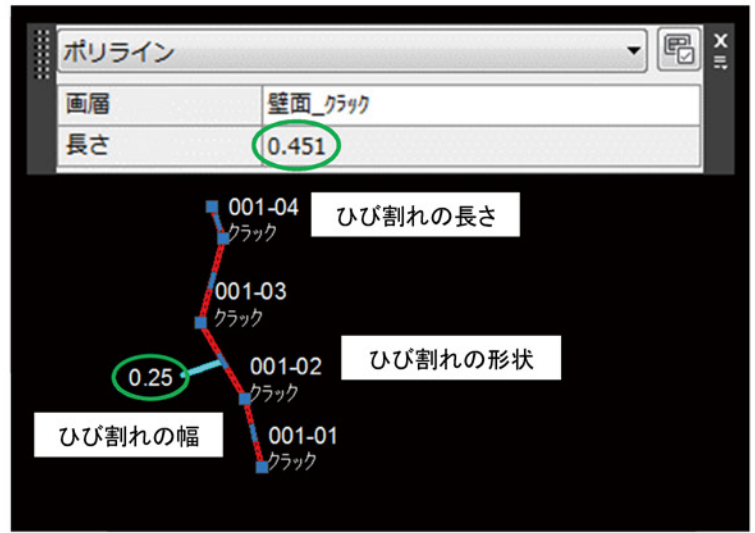 ポリライン
画層 壁面_ｸﾗｯｸ
長さ 0.451
001-04
クラック
ひび割れの長さ
001-03
クラック
0.25
001-02
クラック
ひび割れの形状
ひび割れの幅
001-01
クラック